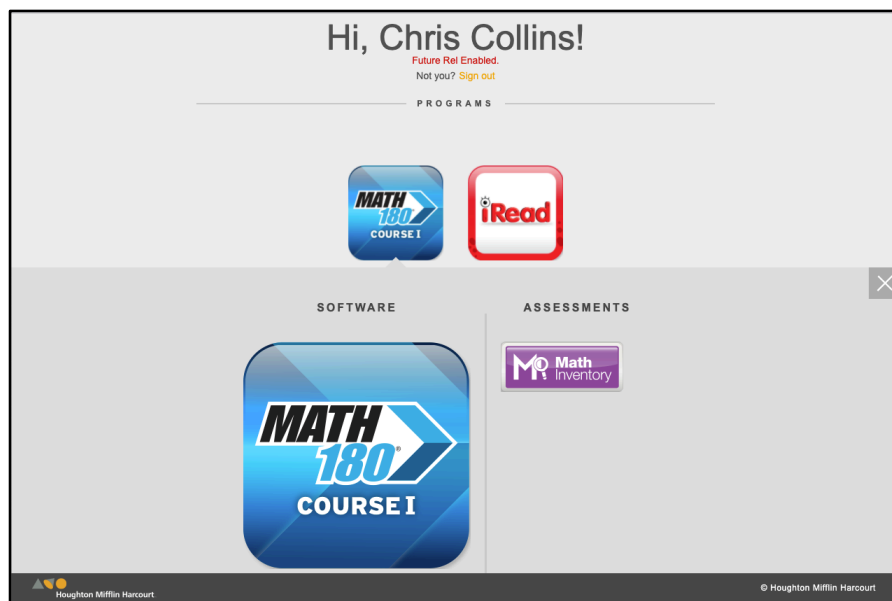 Hi, Chris Collins!
Future Rel Enabled.
Not you? Sign out
PROGRAMS
MATH
180
COURSE I
iRead
SOFTWARE
ASSESSMENTS
MATH
180®
COURSE I
MI Math
Inventory
Houghton Mifflin Harcourt
© Houghton Mifflin Harcourt